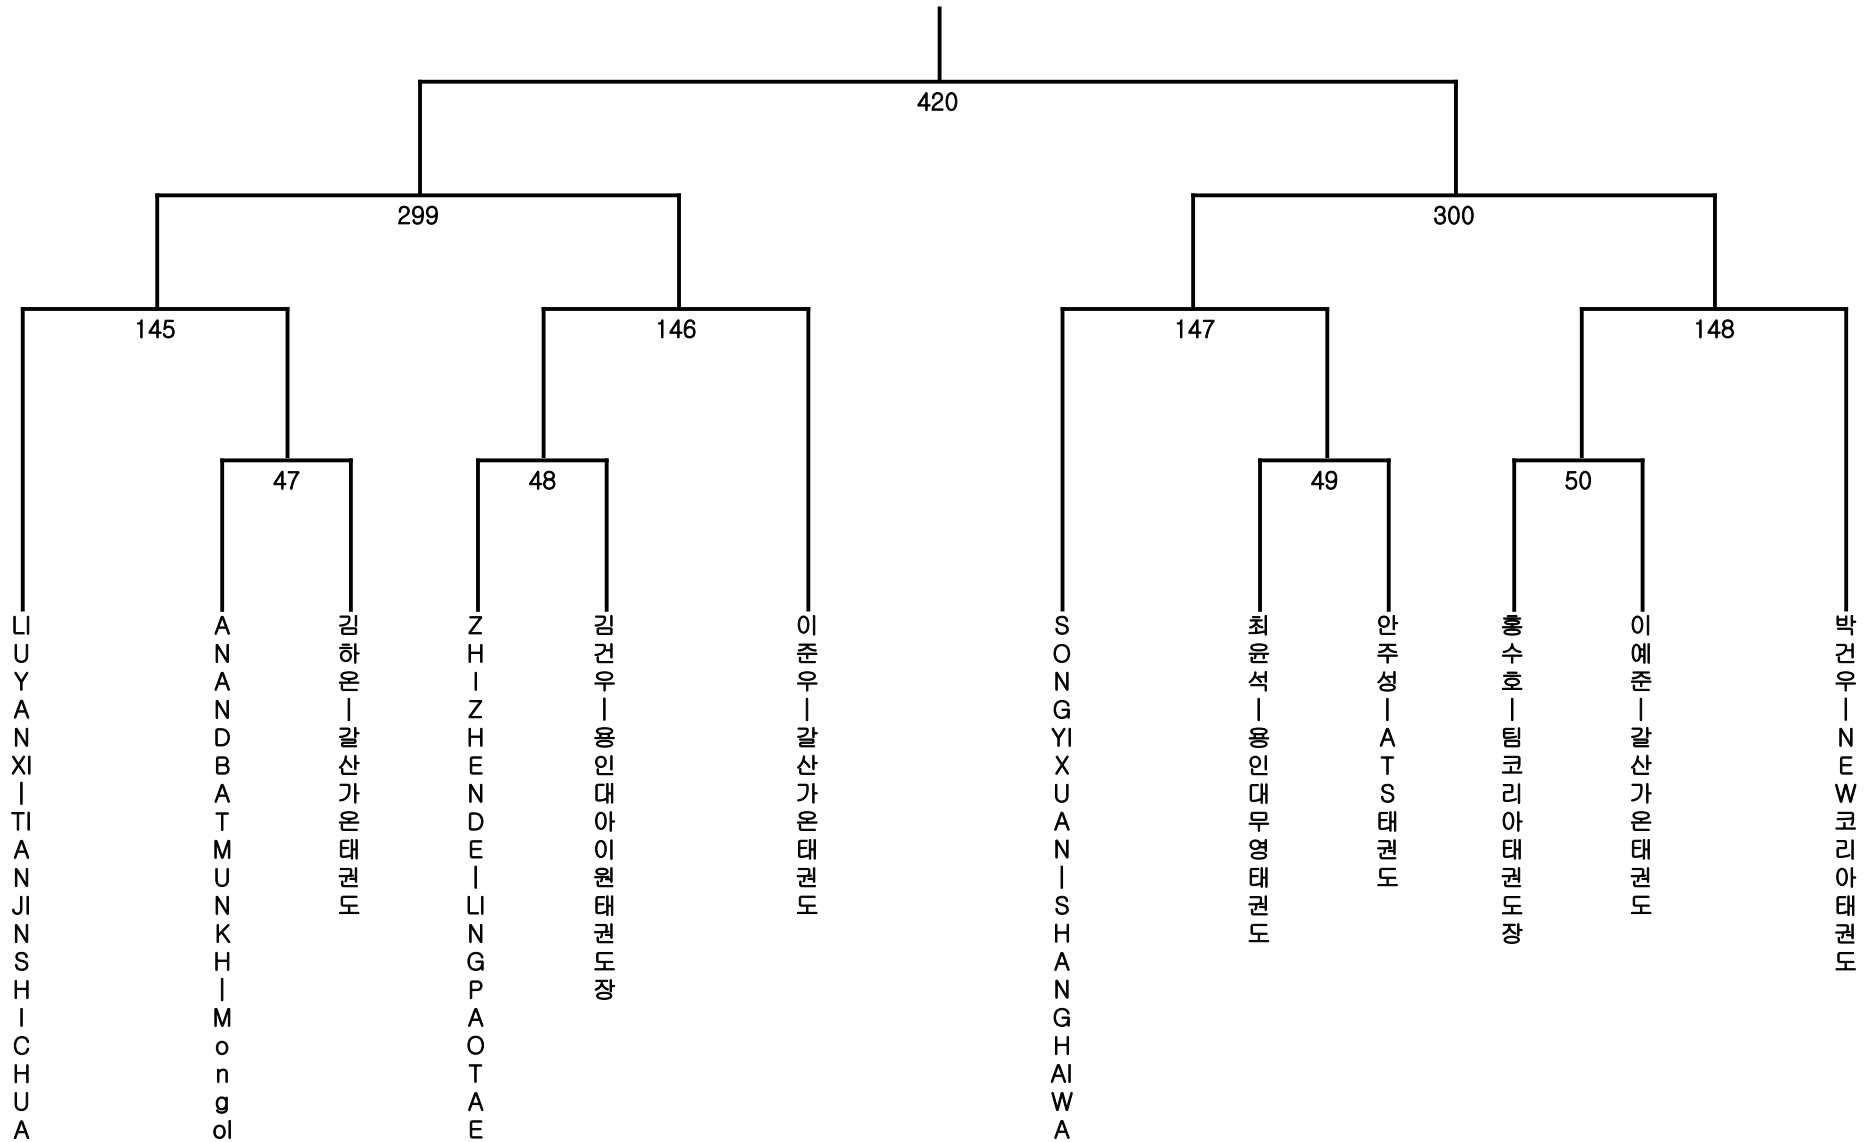 420
299
300
145
146
147
148
47
48
49
50
LIUYANXI|TIANJINSHICHUA
ANANDBATMUNKH|Mongol
김하온|갈산가온태권도
ZHIZHENDE|LINGPAOTAE
김건우|용인대아이원태권도장
이준우|갈산가온태권도
SONGYIXUAN|SHANGHAIWA
최윤석|용인대무영태권도
안주성|ATS태권도
홍수호|팀코리아태권도장
이예준|갈산가온태권도
박건우|NEW코리아태권도